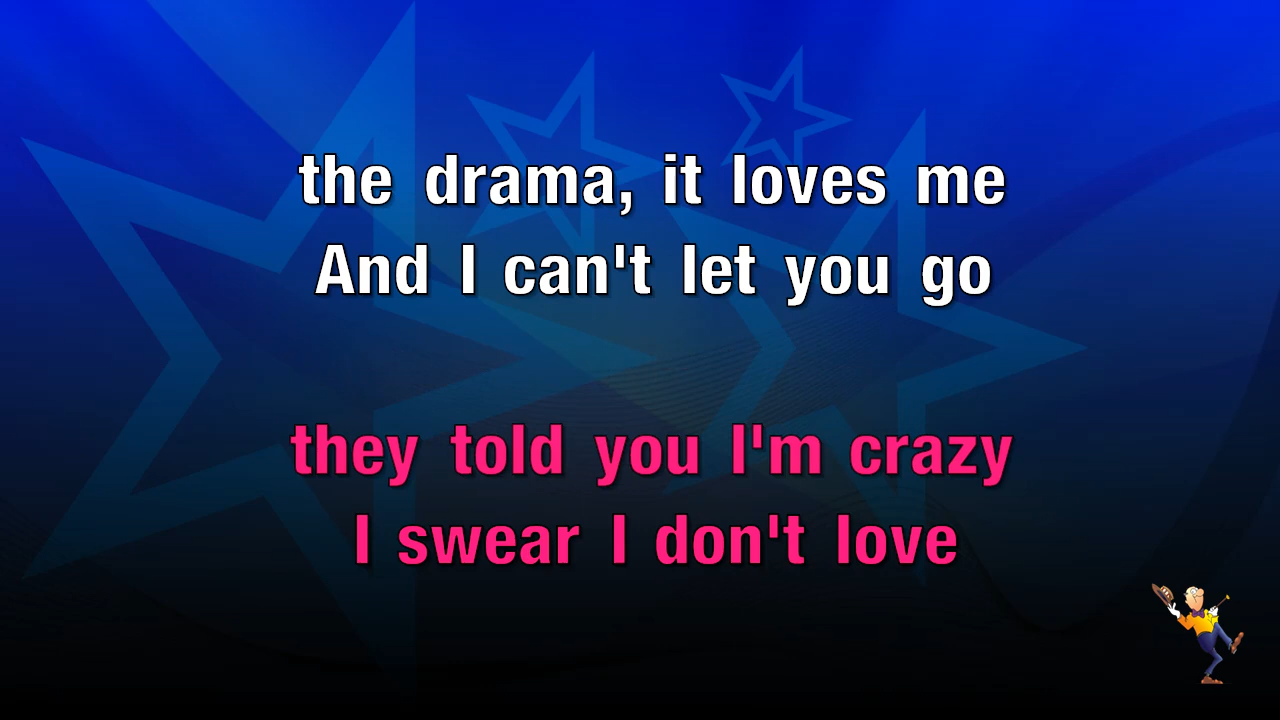 the drama, it loves me
And I can't let you go
they told you I'm crazy
I swear I don't love